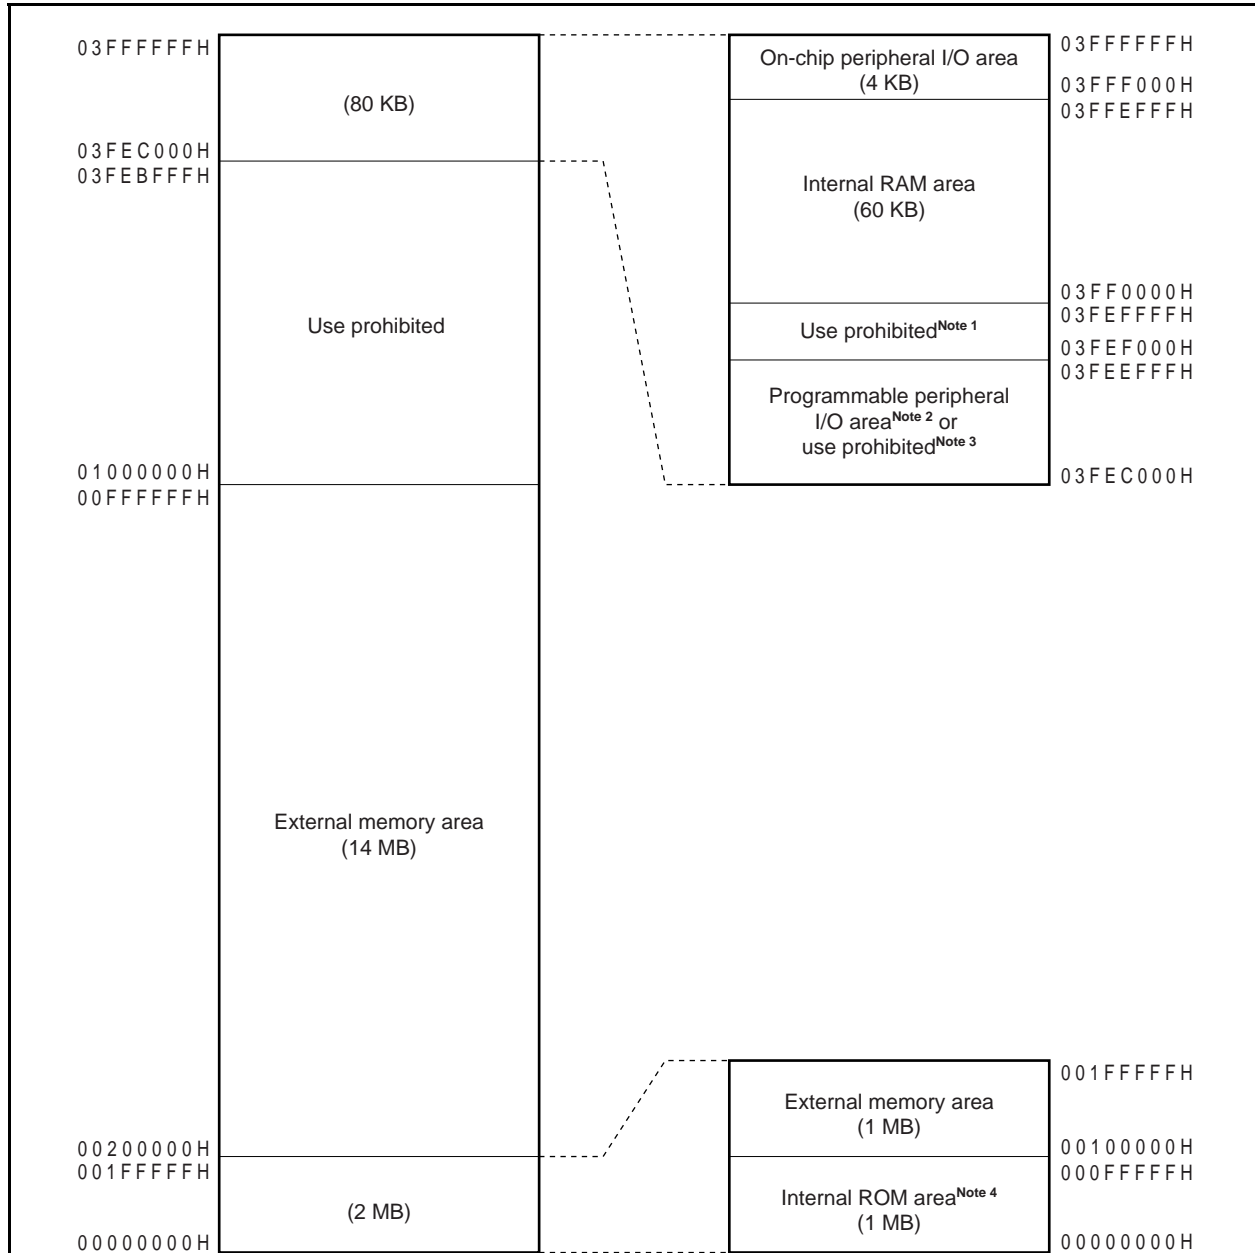 03FFFFFFH
(80 KB)
03FEC000H
03FEBFFFH
Use prohibited
01000000H
00FFFFFFH
External memory area
(14 MB)
00200000H
001FFFFFH
(2 MB)
00000000H
On-chip peripheral I/O area
(4 KB)
03FFFFFFH
03FFF000H
03FFEFFFH
Internal RAM area
(60 KB)
03FF0000H
03FEFFFFH
Use prohibitedNote 1
03FEF000H
03FEEFFFH
Programmable peripheral
I/O areaNote 2 or
use prohibitedNote 3
03FEC000H
001FFFFFH
External memory area
(1 MB)
00100000H
000FFFFFH
Internal ROM areaNote 4
(1 MB)
00000000H